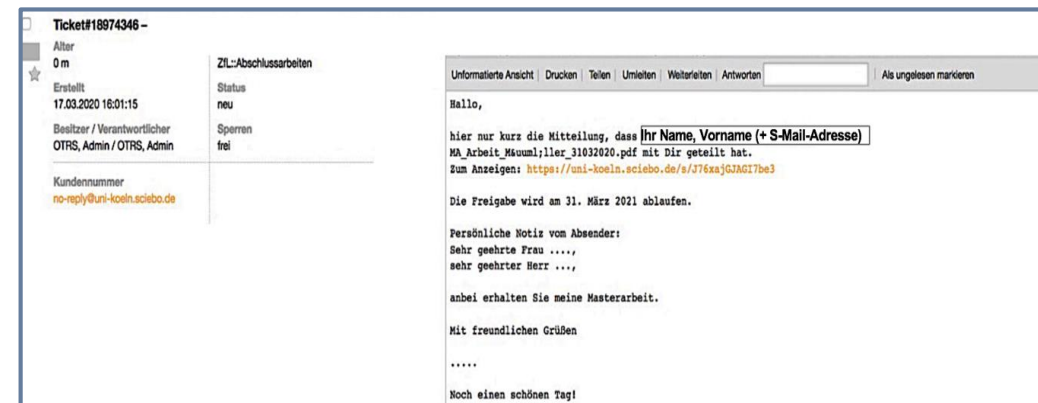 Ticket#18974346 –
Alter
0 m
ZfL::Abschlussarbeiten
Erstellt
Status
17.03.2020 16:01:15
neu
Besitzer / Verantwortlicher
Sperren
OTRS, Admin / OTRS, Admin
frei
Kundennummer
no-reply@uni-koeln.sciebo.de
Unformatierte Ansicht | Drucken | Teilen | Umleiten | Weiterleiten | Antworten | Als ungelesen markieren
Hallo,
hier nur kurz die Mitteilung, dass Ihr Name, Vorname (+ S-Mail-Adresse)
MA_Arbeit_M&uuml;ller_31032020.pdf mit Dir geteilt hat.
Zum Anzeigen: https://uni-koeln.sciebo.de/s/J76xajGJAGI7be3
Die Freigabe wird am 31. März 2021 ablaufen.
Persönliche Notiz vom Absender:
Sehr geehrte Frau ....,
sehr geehrter Herr ...,
anbei erhalten Sie meine Masterarbeit.
Mit freundlichen Grüßen
.....
Noch einen schönen Tag!